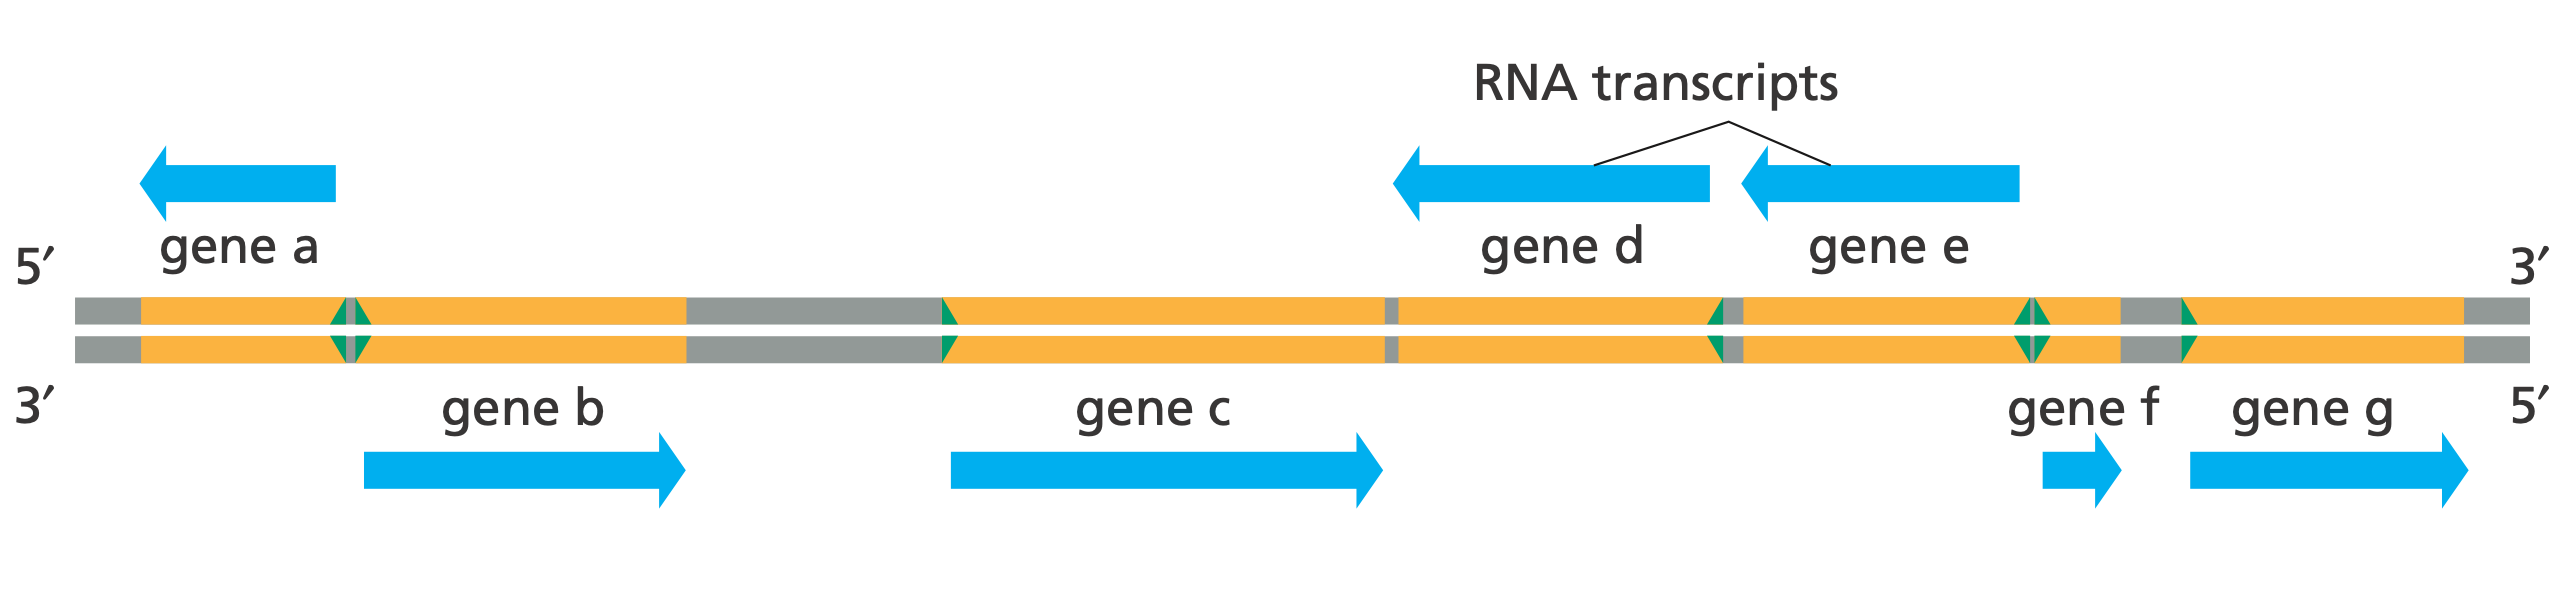 RNA transcripts
gene a
gene d
gene e
5′
3′
3′
5′
gene b
gene c
gene f
gene g